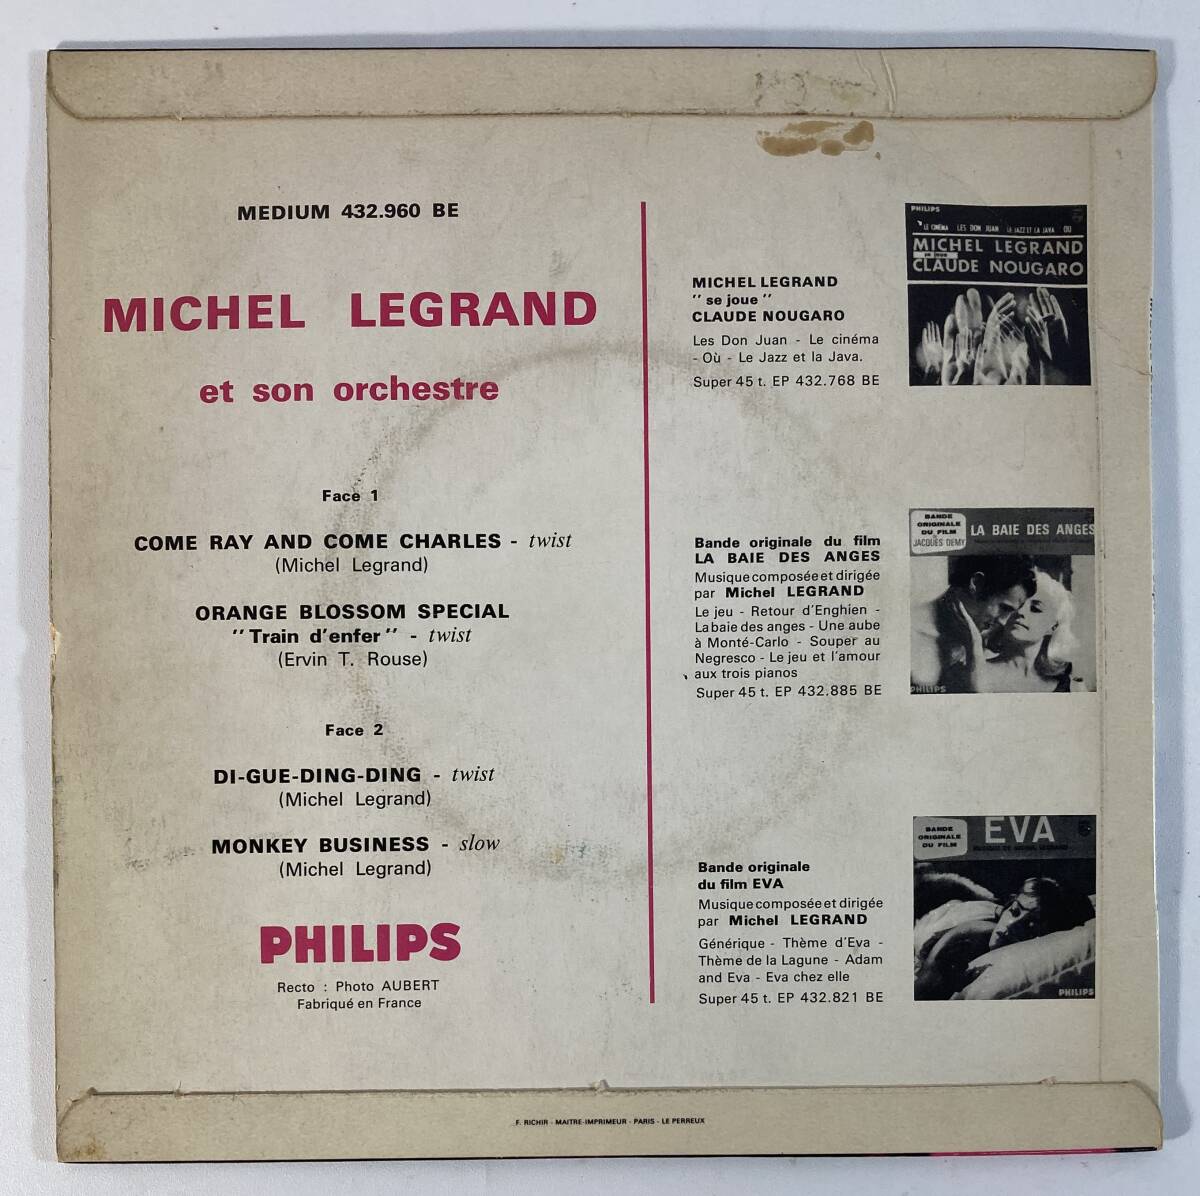 MEDIUM 432.960 BE
MICHEL LEGRAND
et son orchestre
Face 1
COME RAY AND COME CHARLES - twist
(Michel Legrand)
ORANGE BLOSSOM SPECIAL
"Train d'enfer" - twist
(Ervin T. Rouse)
Face 2
DI-GUE-DING-DING - twist
(Michel Legrand)
MONKEY BUSINESS - slow
(Michel Legrand)
PHILIPS
Recto : Photo AUBERT
Fabriqué en France
MICHEL LEGRAND
"se joue"
CLAUDE NOUGARO
Les Don Juan - Le cinéma
- Où - Le Jazz et la Java.
Super 45 t. EP 432.768 BE
PHILIPS
LE CINÉMA LES DON JUAN LE JAZZ ET LA JAVA OÙ
MICHEL LEGRAND
se joue
CLAUDE NOUGARO
Bande originale du film
LA BAIE DES ANGES
Musique composée et dirigée
par Michel LEGRAND
Le jeu - Retour d'Enghien -
La baie des anges - Une aube
à Monté-Carlo - Souper au
Negresco - Le jeu et l'amour
aux trois pianos
Super 45 t. EP 432.885 BE
BANDE
ORIGINALE
DU FILM
JACQUES DEMY
LA BAIE DES ANGES
PHILIPS
Bande originale
du film EVA
Musique composée et dirigée
par Michel LEGRAND
Générique - Thème d'Eva -
Thème de la Lagune - Adam
and Eva - Eva chez elle
Super 45 t. EP 432.821 BE
BANDE
ORIGINALE
DU FILM
EVA
MUSIQUE DE MICHEL LEGRAND
PHILIPS
F. RICHIR - MAITRE-IMPRIMEUR - PARIS - LE PERREUX